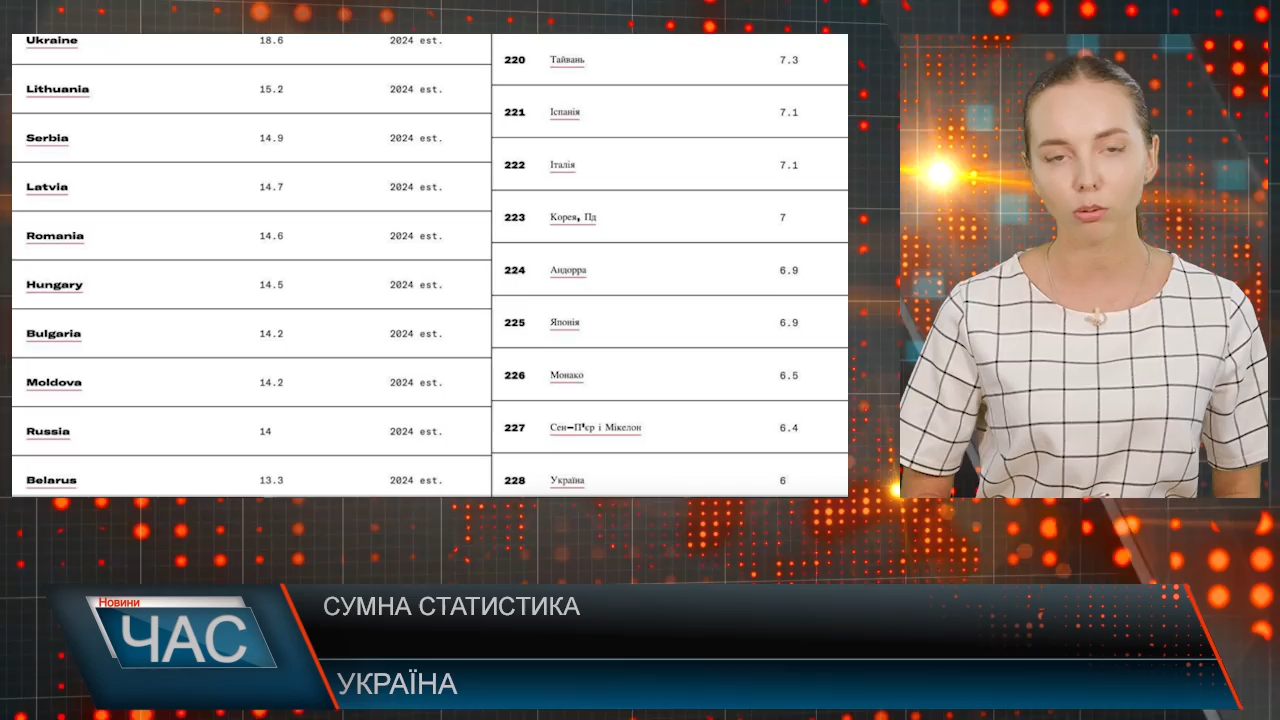 Ukraine 18.6 2024 est.
Lithuania 15.2 2024 est.
Serbia 14.9 2024 est.
Latvia 14.7 2024 est.
Romania 14.6 2024 est.
Hungary 14.5 2024 est.
Bulgaria 14.2 2024 est.
Moldova 14.2 2024 est.
Russia 14 2024 est.
Belarus 13.3 2024 est.
220 Тайвань 7.3
221 Іспанія 7.1
222 Італія 7.1
223 Корея, Пд 7
224 Андорра 6.9
225 Японія 6.9
226 Монако 6.5
227 Сен-П'єр і Мікелон 6.4
228 Україна 6
Новини
ЧАС
СУМНА СТАТИСТИКА
УКРАЇНА